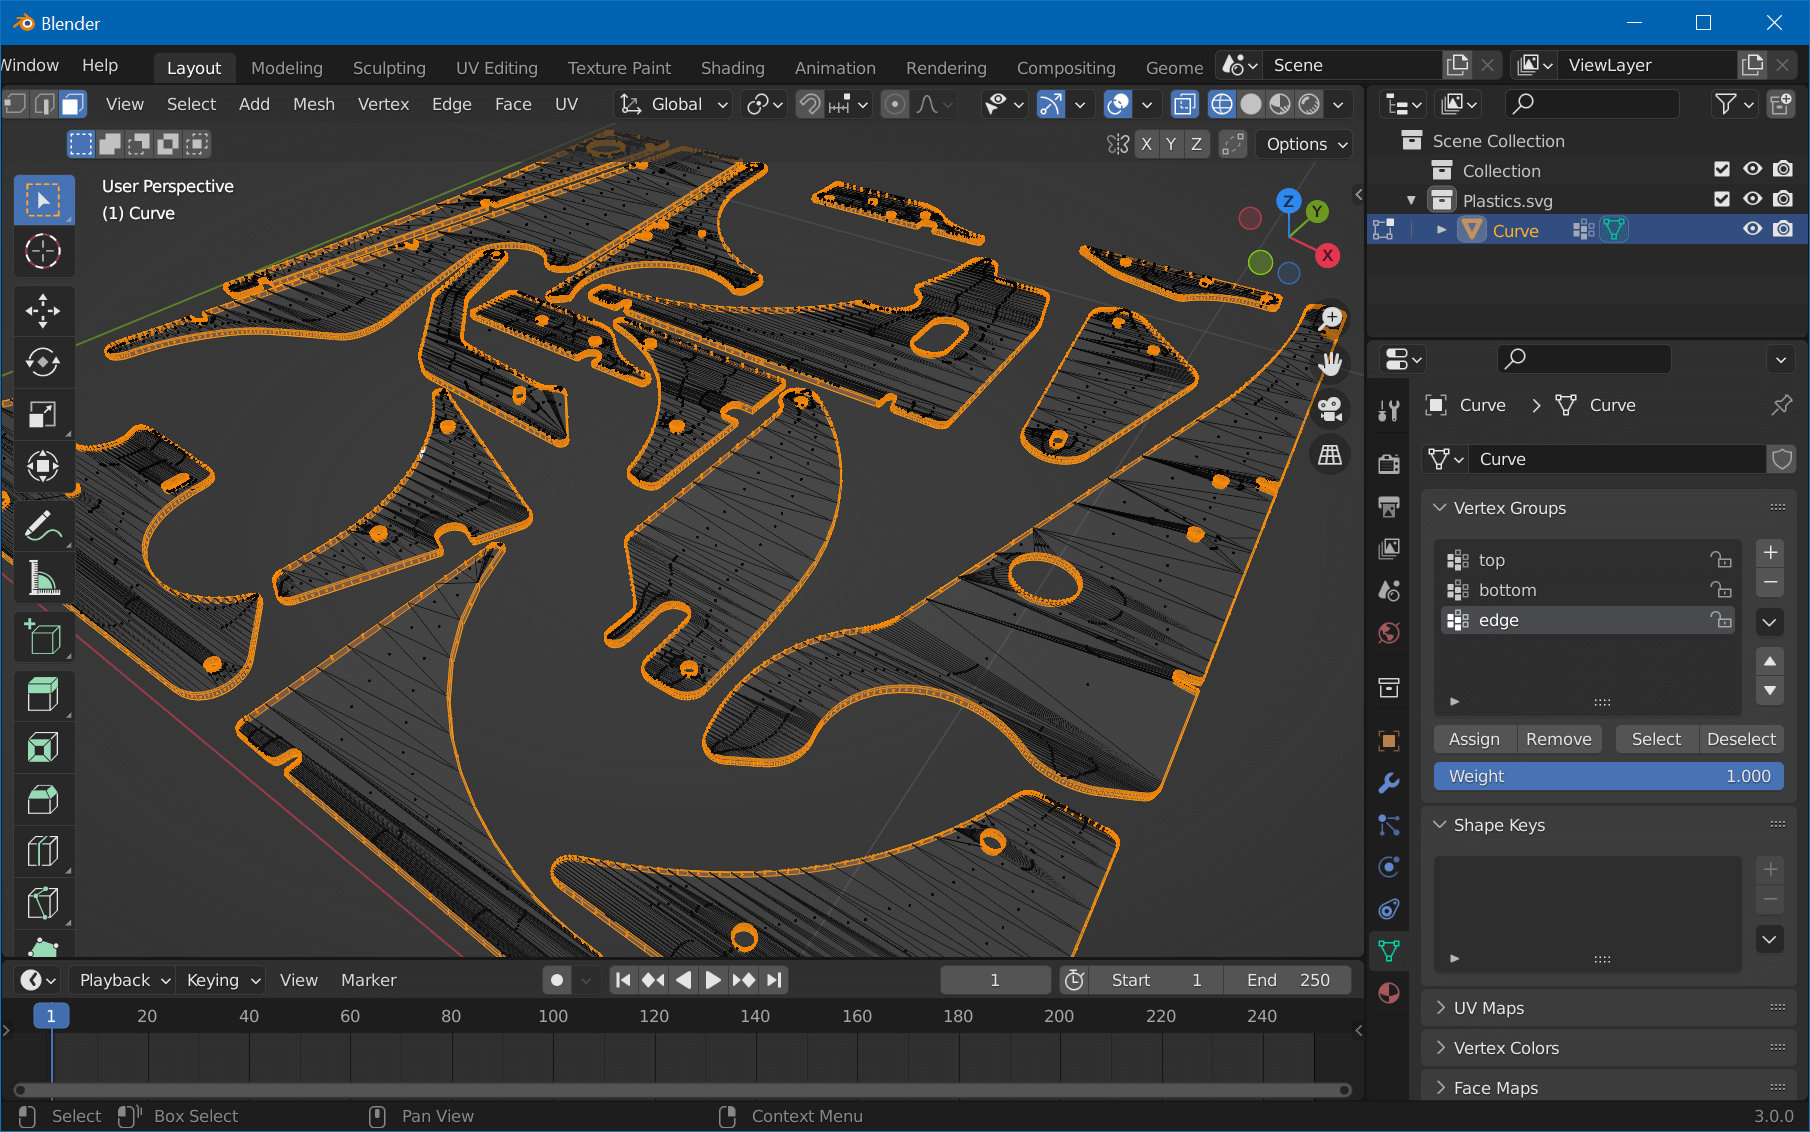 Blender
Window Help Layout Modeling Sculpting UV Editing Texture Paint Shading Animation Rendering Compositing Geome Scene ViewLayer
View Select Add Mesh Vertex Edge Face UV Global
X Y Z Options
User Perspective
(1) Curve
Z
Y
X
Scene Collection
Collection
Plastics.svg
Curve
Curve > Curve
Curve
Vertex Groups
top
bottom
edge
Assign Remove Select Deselect
Weight 1.000
Shape Keys
UV Maps
Vertex Colors
Face Maps
Playback Keying View Marker 1 Start 1 End 250
1 20 40 60 80 100 120 140 160 180 200 220 240
Select Box Select Pan View Context Menu 3.0.0